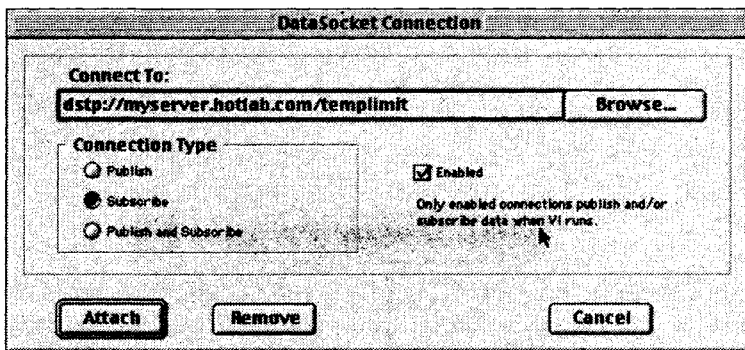 DataSocket Connection
Connect To:
dstp://myserver.hotlab.com/templimit
Browse...
Connection Type
Publish
Enabled
Subscribe
Only enabled connections publish and/or
subscribe data when VI runs.
Publish and Subscribe
Attach
Remove
Cancel